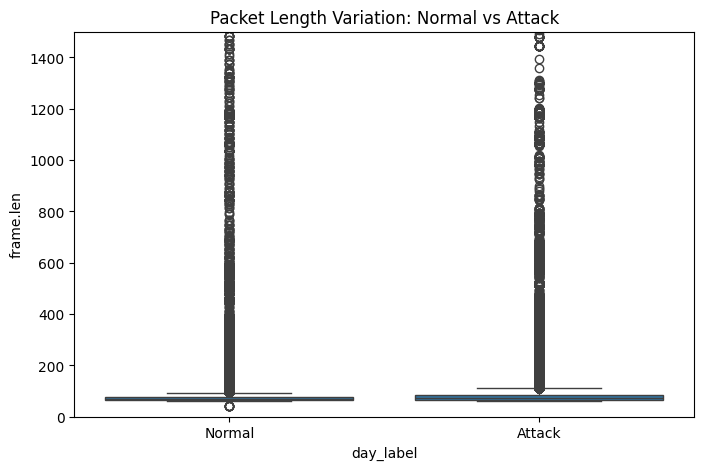 Packet Length Variation: Normal vs Attack
1400
1200
1000
800
600
400
200
0
frame.len
Normal
Attack
day_label